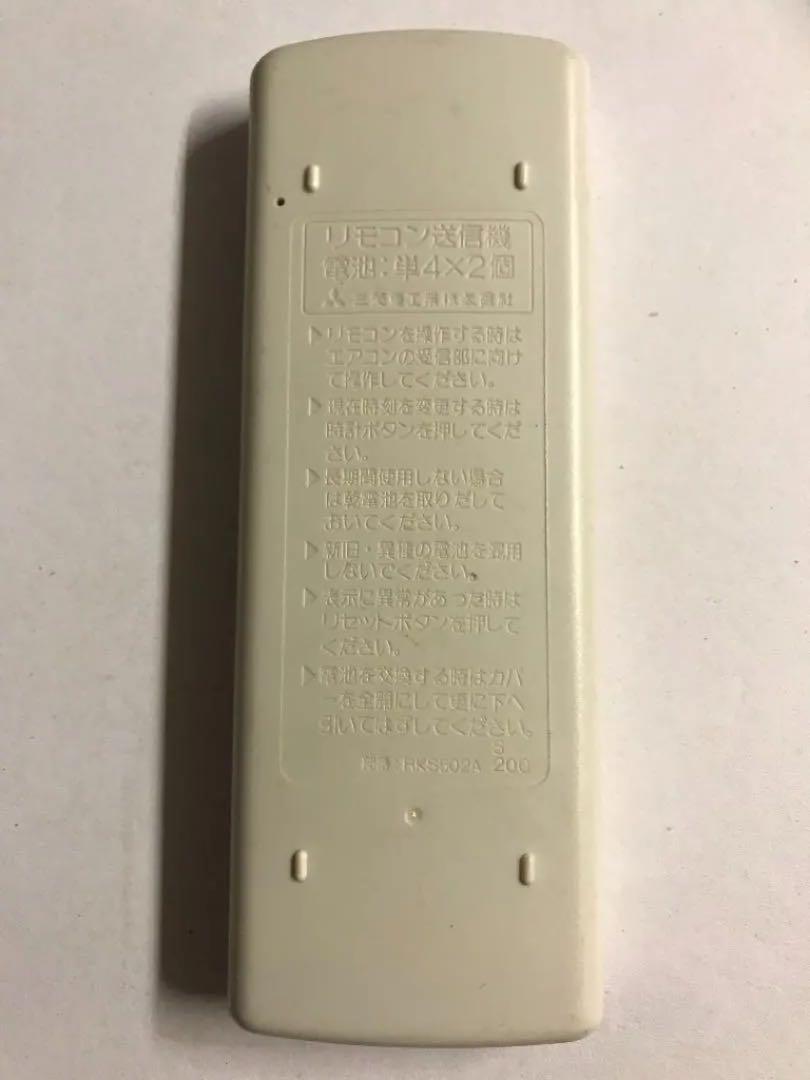 リモコン送信機
電池:単4×2個
三菱重工業株式会社
▶リモコンを操作する時は
エアコンの受信部に向け
て操作してください。
▶現在時刻を変更する時は
時計ボタンを押してくだ
さい。
▶長期間使用しない場合
は乾電池を取りだして
おいてください。
▶新旧・異種の電池を混用
しないでください。
▶表示に異常があった時は
リセットボタンを押して
ください。
▶電池を交換する時はカバ
ーを全開にして更に下へ
引いてはずしてください。
S
RKS502A 200